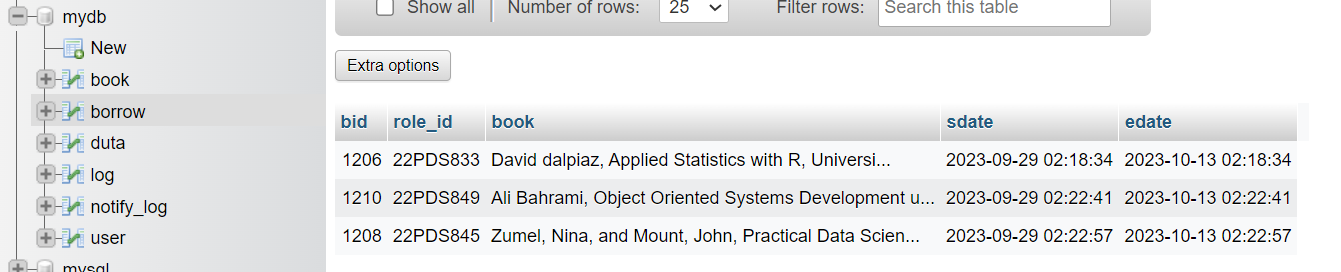 mydb
New
book
borrow
duta
log
notify_log
user
mysql
Show all Number of rows: 25 Filter rows: Search this table
Extra options
bid role_id book sdate edate
1206 22PDS833 David dalpiaz, Applied Statistics with R, Universi... 2023-09-29 02:18:34 2023-10-13 02:18:34
1210 22PDS849 Ali Bahrami, Object Oriented Systems Development u... 2023-09-29 02:22:41 2023-10-13 02:22:41
1208 22PDS845 Zumel, Nina, and Mount, John, Practical Data Scien... 2023-09-29 02:22:57 2023-10-13 02:22:57